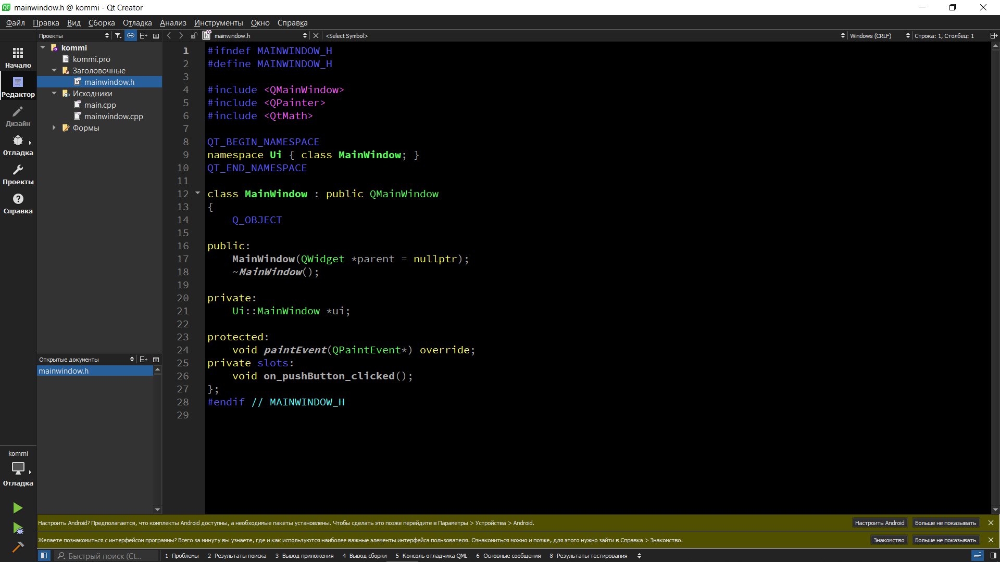 mainwindow.h @ kommi - Qt Creator
Файл Правка Вид Сборка Отладка Анализ Инструменты Окно Справка
Проекты
mainwindow.h
<Select Symbol>
Windows (CRLF)
Строка: 1, Столбец: 1
Начало
Редактор
Дизайн
Отладка
Проекты
Справка
kommi
kommi.pro
Заголовочные
mainwindow.h
Исходники
main.cpp
mainwindow.cpp
Формы
1 #ifndef MAINWINDOW_H
2 #define MAINWINDOW_H
3
4 #include <QMainWindow>
5 #include <QPainter>
6 #include <QtMath>
7
8 QT_BEGIN_NAMESPACE
9 namespace Ui { class MainWindow; }
10 QT_END_NAMESPACE
11
12 class MainWindow : public QMainWindow
13 {
14     Q_OBJECT
15
16 public:
17     MainWindow(QWidget *parent = nullptr);
18     ~MainWindow();
19
20 private:
21     Ui::MainWindow *ui;
22
23 protected:
24     void paintEvent(QPaintEvent*) override;
25 private slots:
26     void on_pushButton_clicked();
27 };
28 #endif // MAINWINDOW_H
29
Открытые документы
mainwindow.h
kommi
Отладка
Настроить Android? Предполагается, что комплекты Android доступны, а необходимые пакеты установлены. Чтобы сделать это позже перейдите в Параметры > Устройства > Android.
Настроить Android
Больше не показывать
Желаете познакомиться с интерфейсом программы? Всего за минуту вы узнаете, где и как используются наиболее важные элементы интерфейса пользователя. Ознакомиться можно и позже, для этого нужно зайти в Справка > Знакомство.
Знакомство
Больше не показывать
Быстрый поиск (Ct...
1 Проблемы 2 Результаты поиска 3 Вывод приложения 4 Вывод сборки 5 Консоль отладчика QML 6 Основные сообщения 8 Результаты тестирования